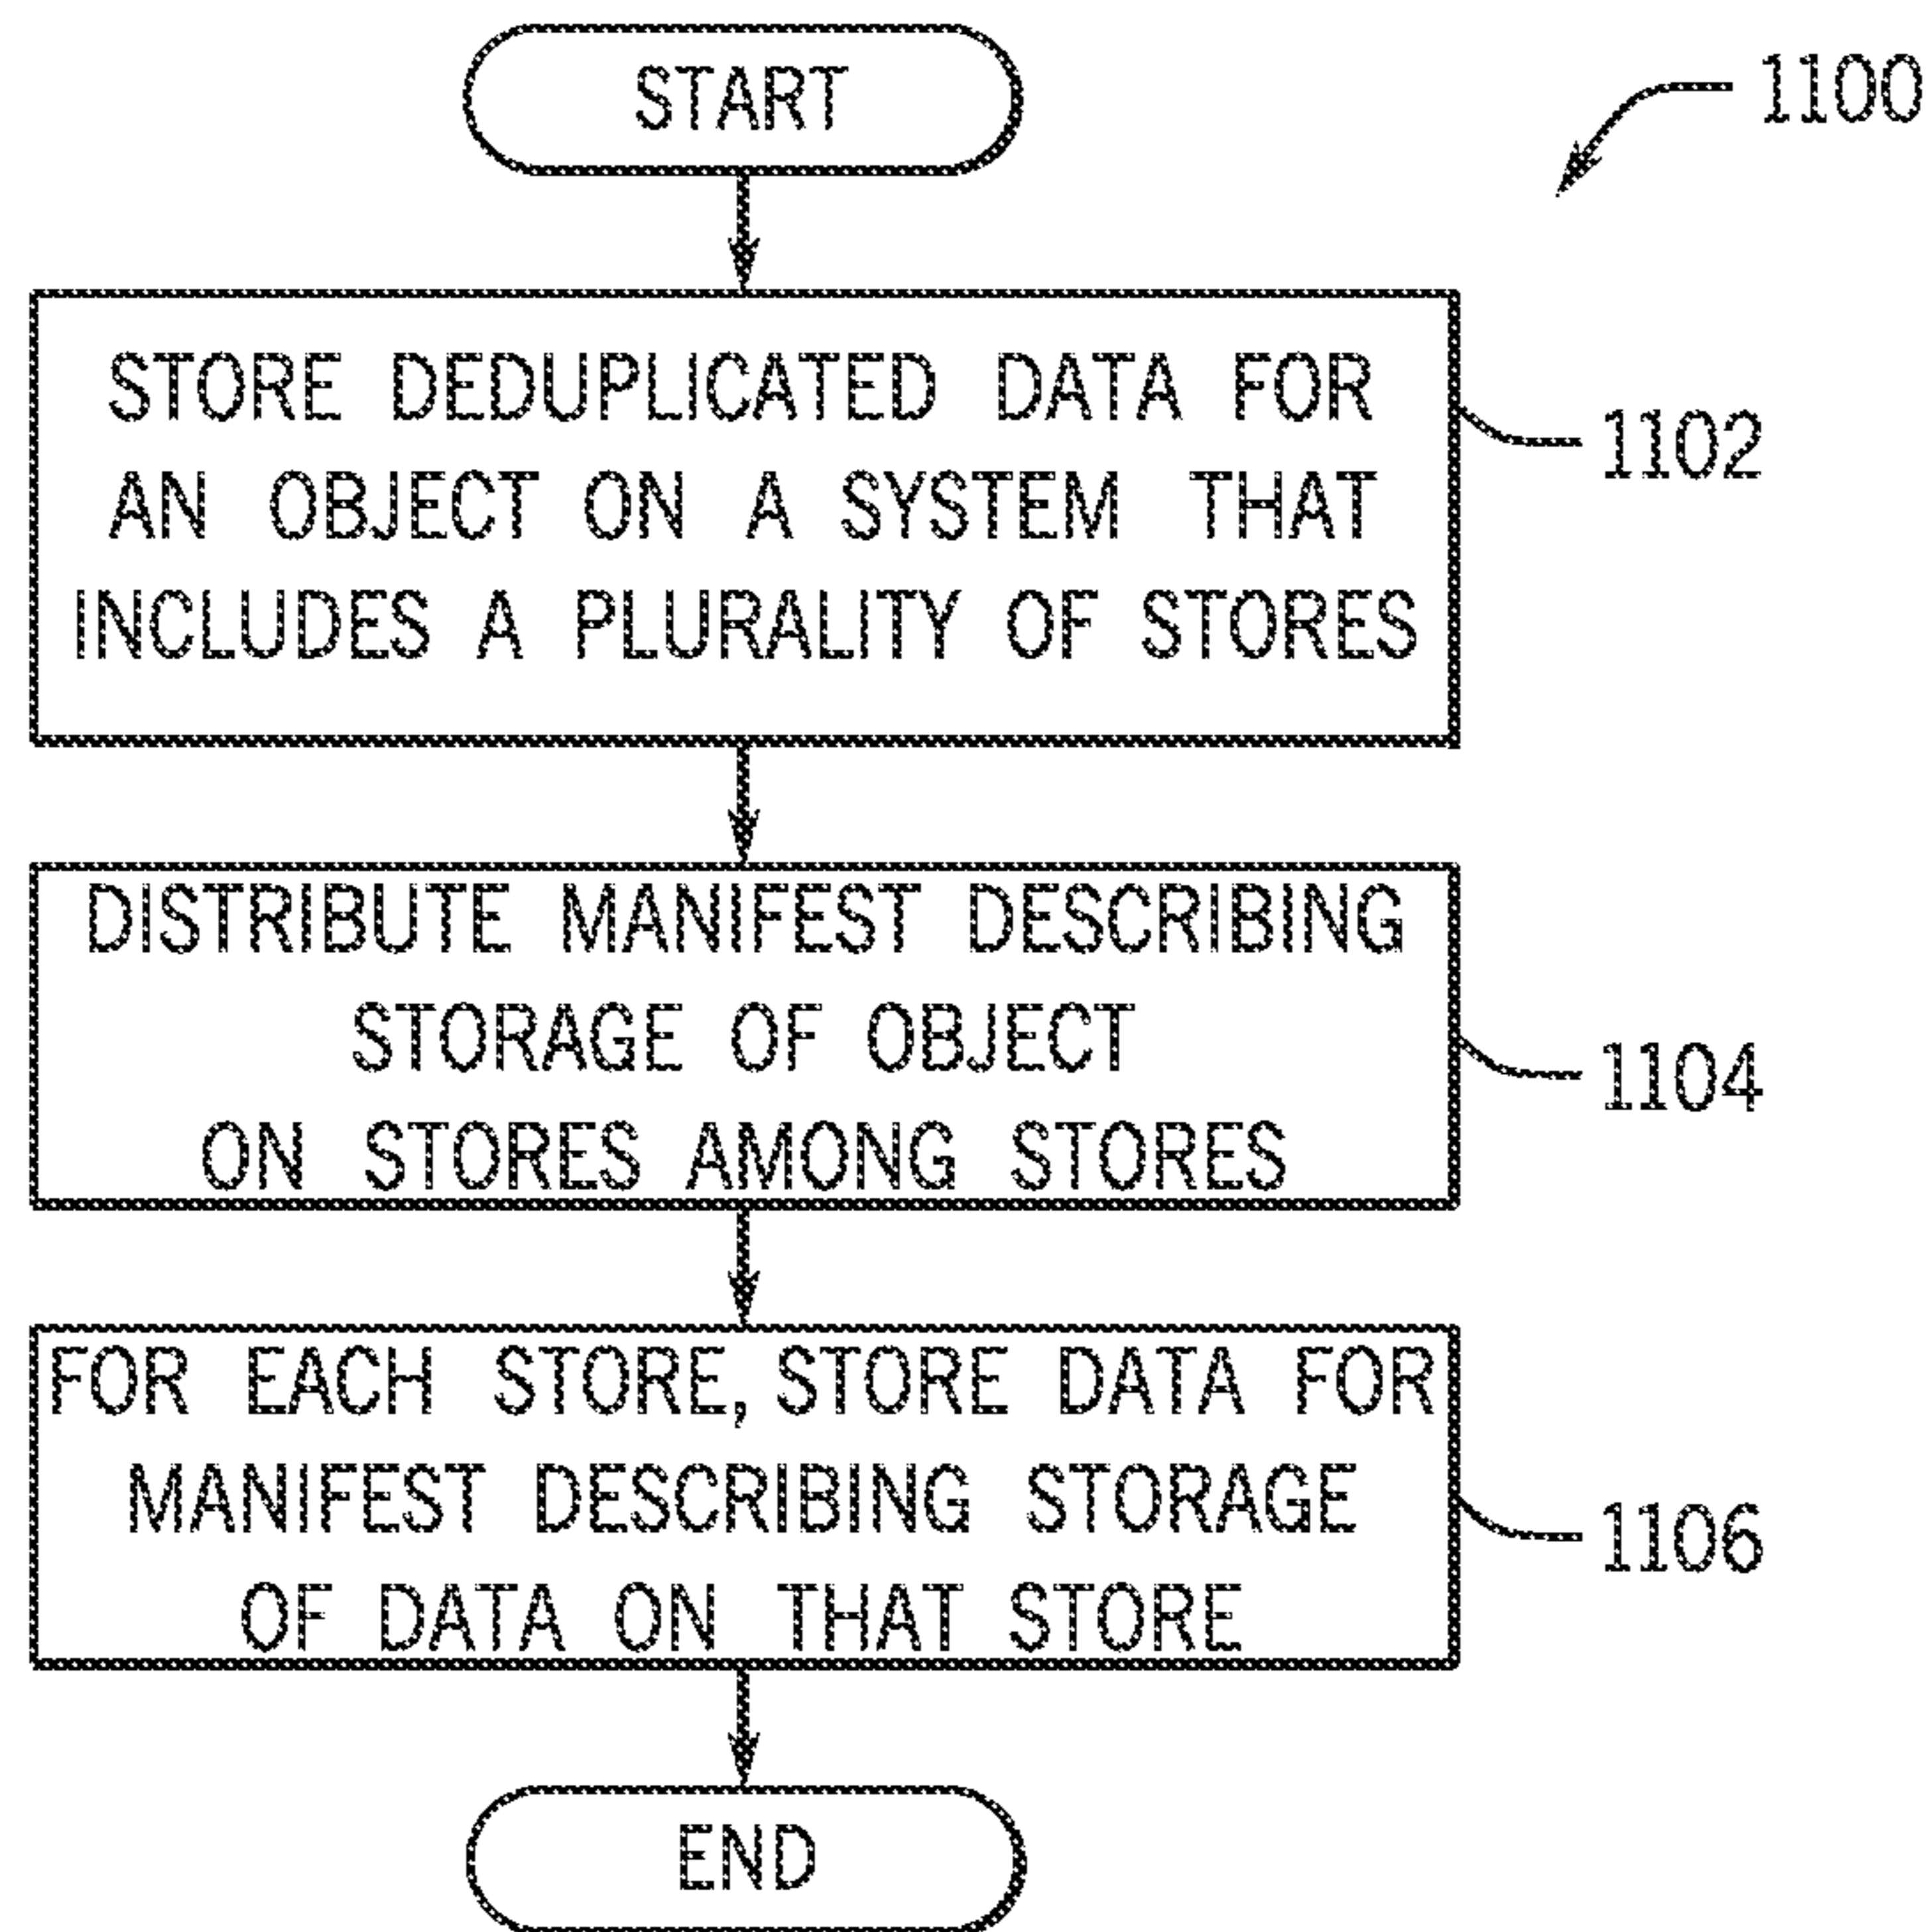 START
1100
STORE DEDUPLICATED DATA FOR
AN OBJECT ON A SYSTEM THAT
INCLUDES A PLURALITY OF STORES
1102
DISTRIBUTE MANIFEST DESCRIBING
STORAGE OF OBJECT
ON STORES AMONG STORES
1104
FOR EACH STORE, STORE DATA FOR
MANIFEST DESCRIBING STORAGE
OF DATA ON THAT STORE
1106
END